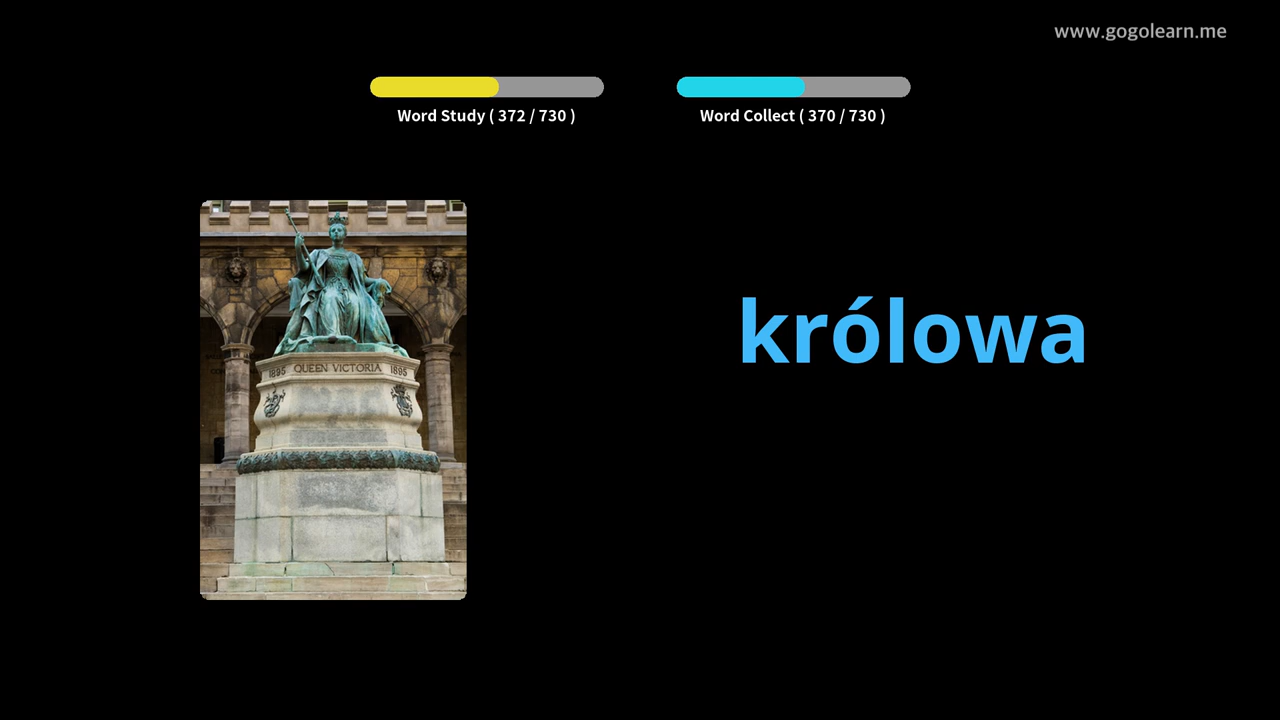 www.gogolearn.me
Word Study ( 372 / 730 )
Word Collect ( 370 / 730 )
1895 QUEEN VICTORIA 1895
królowa